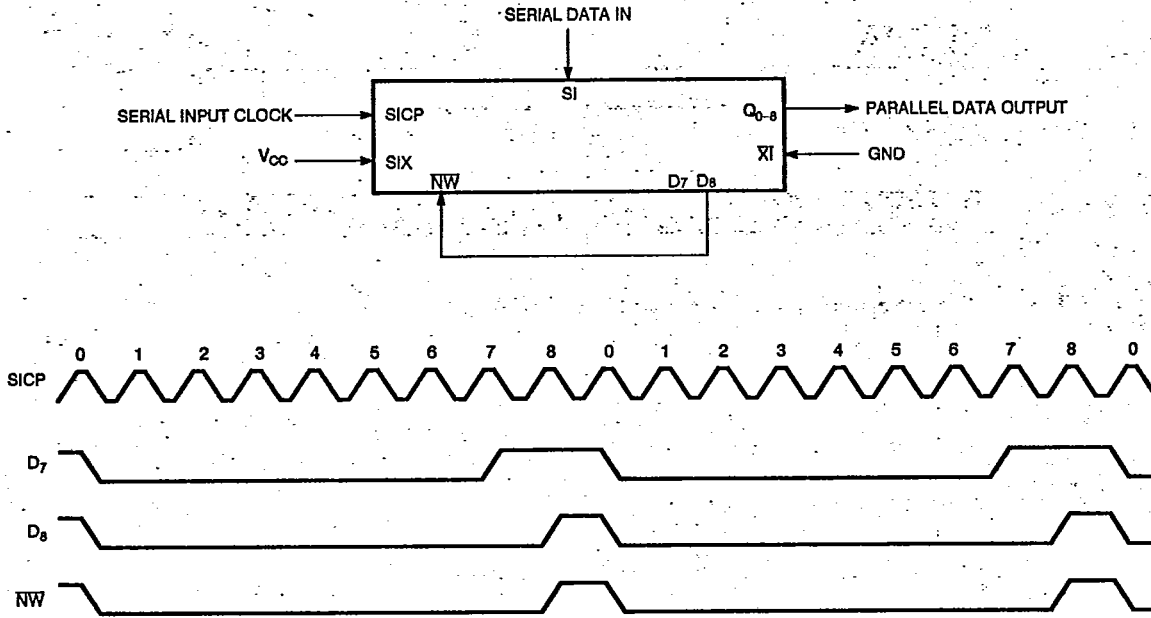 SERIAL DATA IN
SI
SERIAL INPUT CLOCK
SICP
Q0–8
PARALLEL DATA OUTPUT
VCC
SIX
XI
GND
NW
D7 D8
0 1 2 3 4 5 6 7 8 0 1 2 3 4 5 6 7 8 0
SICP
D7
D8
NW